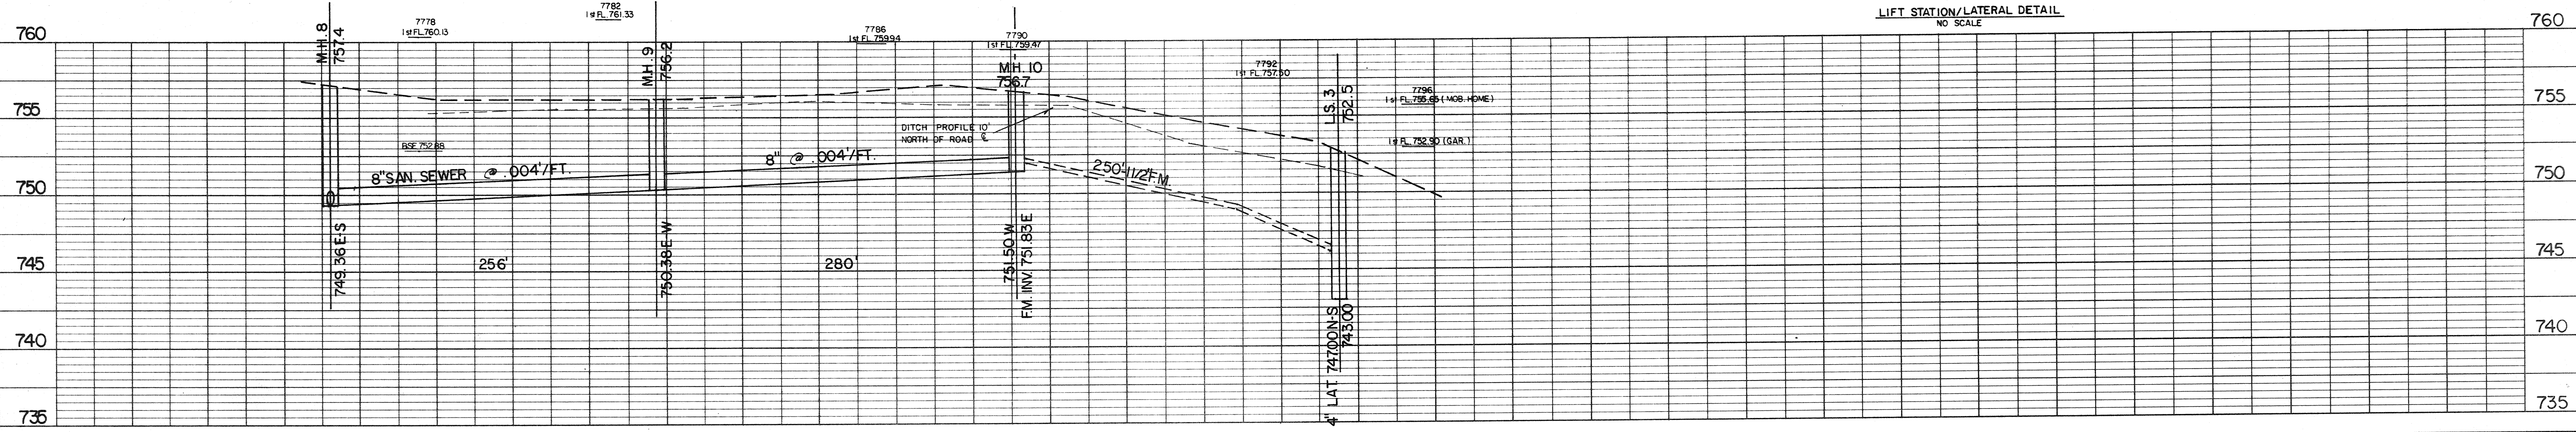 LIFT STATION/LATERAL DETAIL
NO SCALE
760
755
750
745
740
735
M.H. 8
757.4
7778
1st FL. 760.13
7782
1st FL. 761.33
M.H. 9
756.2
7786
1st FL. 759.94
7790
1st FL. 759.47
M.H. 10
756.7
7792
1st FL. 757.50
L.S. 3
752.5
7796
1st FL. 755.65 (MOB. HOME)
1st FL. 752.90 (GAR.)
BSE. 752.88
DITCH PROFILE 10'
NORTH OF ROAD ℄
8" SAN. SEWER @ .004'/FT.
8" @ .004'/FT.
250'-1 1/2" F.M.
749.36 E-S
256'
750.38 E-W
280'
751.50 W
F.M. INV. 751.83 E
4" LAT. 747.00 N-S
743.00
760
755
750
745
740
735